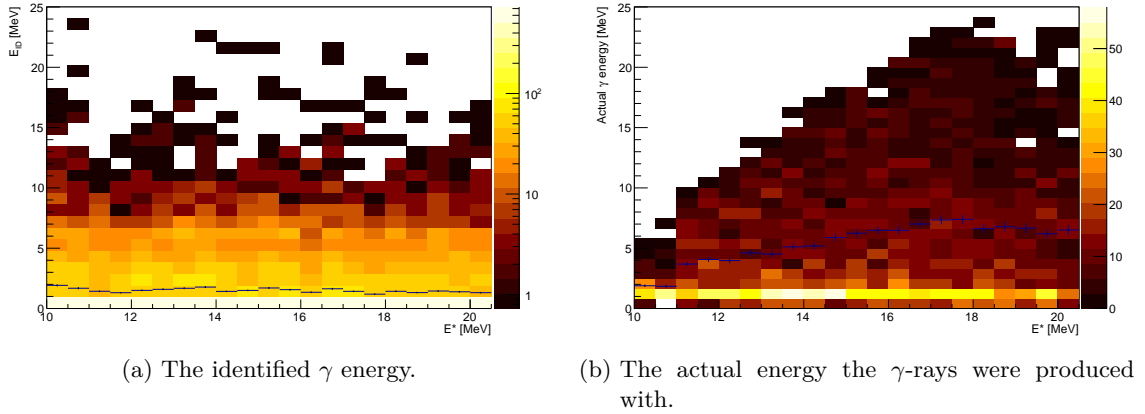 E_ID [MeV]
25
20
15
10
5
0
10 12 14 16 18 20
E* [MeV]
10²
10
1
(a) The identified γ energy.
Actual γ energy [MeV]
25
20
15
10
5
0
10 12 14 16 18 20
E* [MeV]
50
40
30
20
10
0
(b) The actual energy the γ-rays were produced
with.